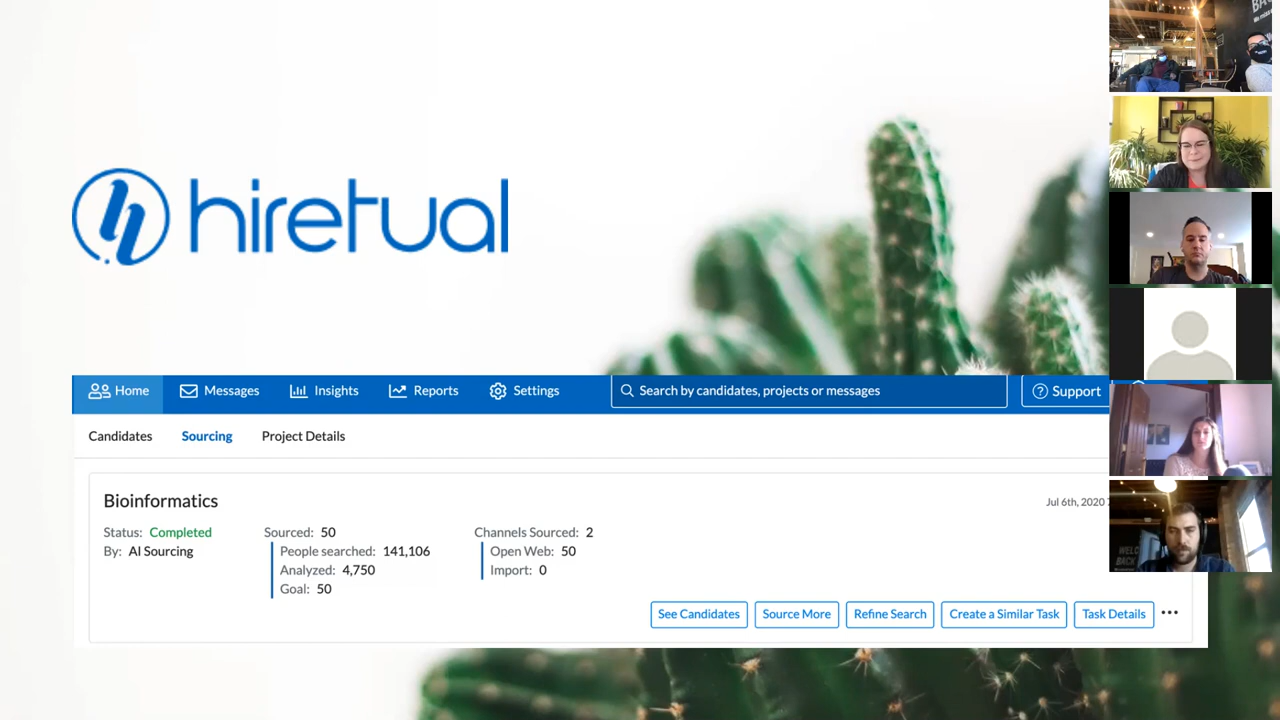 hiretual
Home Messages Insights Reports Settings Search by candidates, projects or messages Support
Candidates Sourcing Project Details
Bioinformatics
Jul 6th, 2020
Status: Completed Sourced: 50 Channels Sourced: 2
By: AI Sourcing People searched: 141,106 Open Web: 50
Analyzed: 4,750 Import: 0
Goal: 50
See Candidates Source More Refine Search Create a Similar Task Task Details
BACK